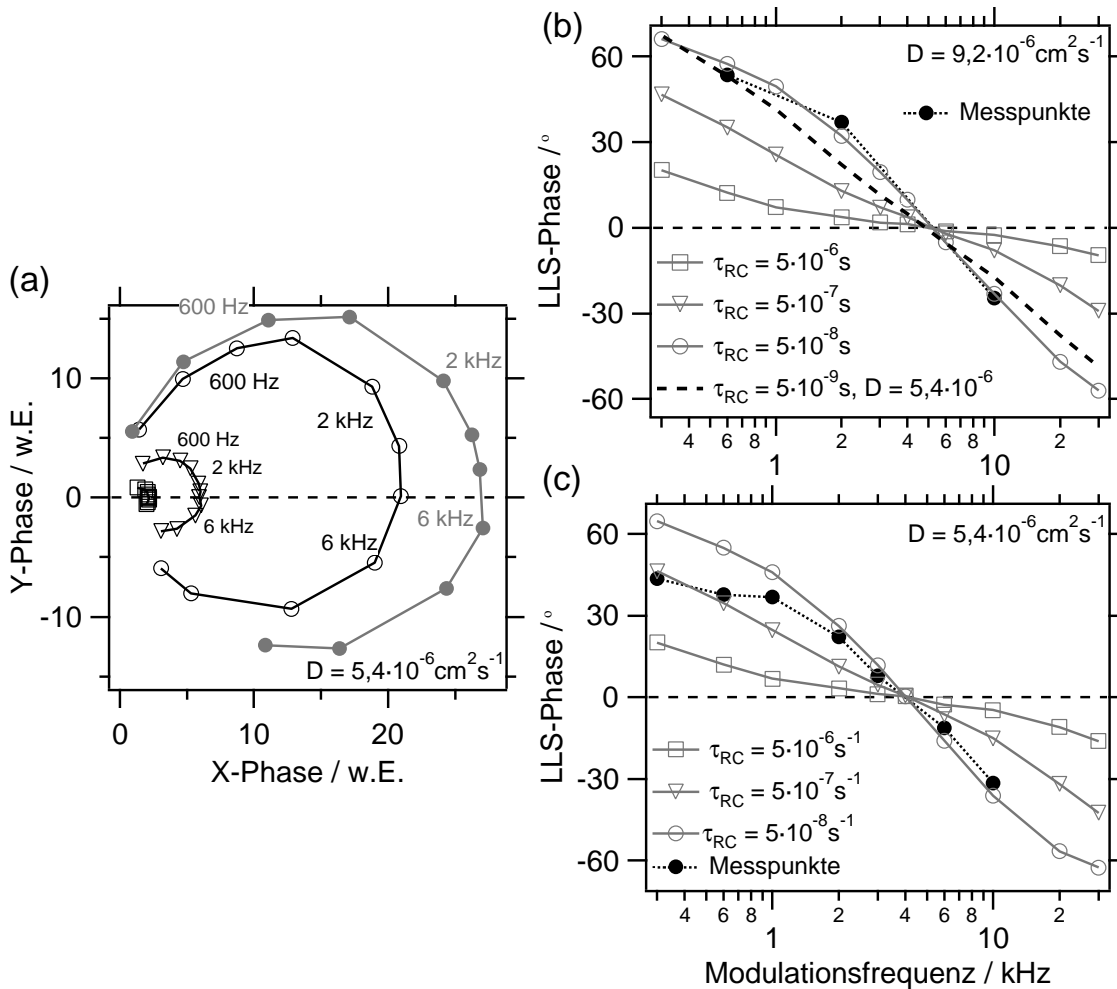 (a)
600 Hz
2 kHz
600 Hz
2 kHz
600 Hz
2 kHz
6 kHz
6 kHz
6 kHz
D = 5,4·10⁻⁶cm²s⁻¹
10
0
-10
Y-Phase / w.E.
0 10 20
X-Phase / w.E.
(b)
D = 9,2·10⁻⁶cm²s⁻¹
Messpunkte
τRC = 5·10⁻⁶s
τRC = 5·10⁻⁷s
τRC = 5·10⁻⁸s
τRC = 5·10⁻⁹s, D = 5,4·10⁻⁶
60
30
0
-30
-60
LLS-Phase /°
4 6 8 1 2 4 6 8 10 2
(c)
D = 5,4·10⁻⁶cm²s⁻¹
τRC = 5·10⁻⁶s⁻¹
τRC = 5·10⁻⁷s⁻¹
τRC = 5·10⁻⁸s⁻¹
Messpunkte
60
30
0
-30
-60
LLS-Phase /°
4 6 8 1 2 4 6 8 10 2
Modulationsfrequenz / kHz